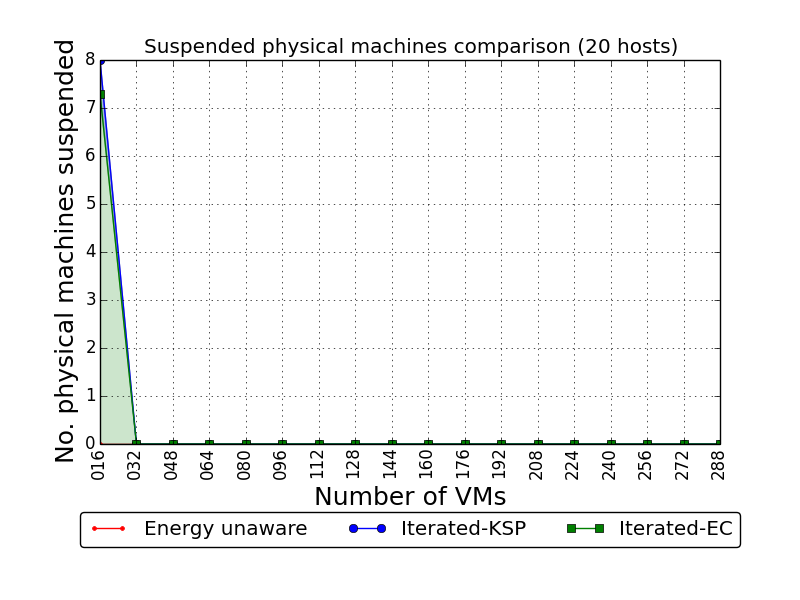 Suspended physical machines comparison (20 hosts)
No. physical machines suspended
8
7
6
5
4
3
2
1
0
016 032 048 064 080 096 112 128 144 160 176 192 208 224 240 256 272 288
Number of VMs
Energy unaware Iterated-KSP Iterated-EC